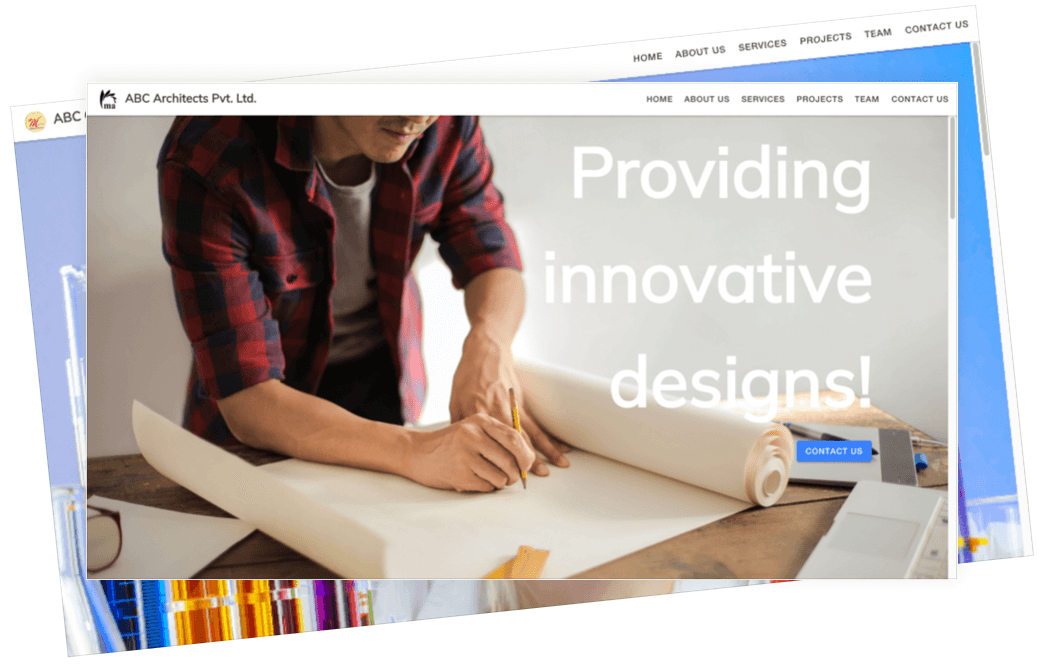 HOME ABOUT US SERVICES PROJECTS TEAM CONTACT US
ABC
ma
ABC Architects Pvt. Ltd.
HOME ABOUT US SERVICES PROJECTS TEAM CONTACT US
Providing
innovative
designs!
CONTACT US